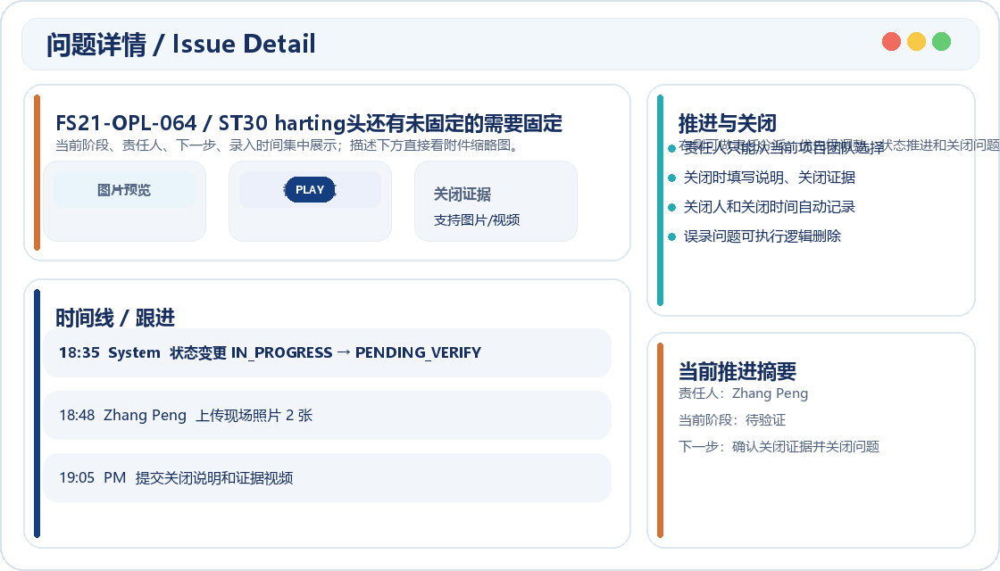 问题详情 / Issue Detail
FS21-OPL-064 / ST30 harting头还有未固定的需要固定
当前阶段、责任人、下一步、录入时间集中展示；描述下方直接看附件缩略图。
图片预览
PLAY
关闭证据
支持图片/视频
时间线 / 跟进
18:35 System 状态变更 IN_PROGRESS → PENDING_VERIFY
18:48 Zhang Peng 上传现场照片 2 张
19:05 PM 提交关闭说明和证据视频
推进与关闭
状态推进和关闭问题
责任人只能从当前项目团队选择
关闭时填写说明、关闭证据
关闭人和关闭时间自动记录
误录问题可执行逻辑删除
当前推进摘要
责任人：Zhang Peng
当前阶段：待验证
下一步：确认关闭证据并关闭问题